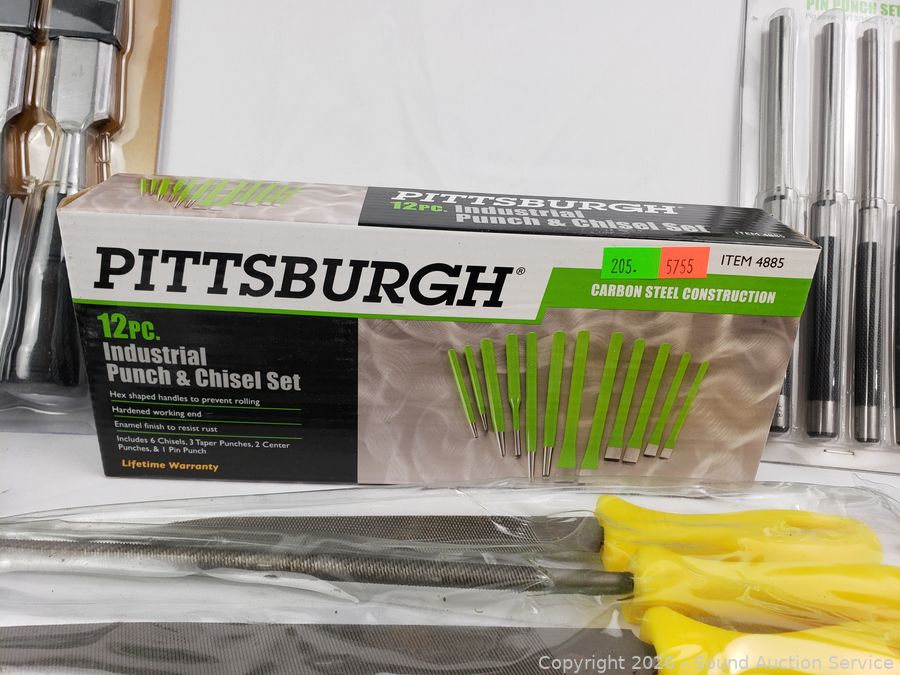 PIN PUNCH SET
PITTSBURGH
12PC. Industrial
Punch & Chisel Set
ITEM 4885
PITTSBURGH®
205. 5755
ITEM 4885
CARBON STEEL CONSTRUCTION
12PC.
Industrial
Punch & Chisel Set
Hex shaped handles to prevent rolling
Hardened working end
Enamel finish to resist rust
Includes 6 Chisels, 3 Taper Punches, 2 Center
Punches, & 1 Pin Punch
Lifetime Warranty
Copyright 2026 - Sound Auction Service